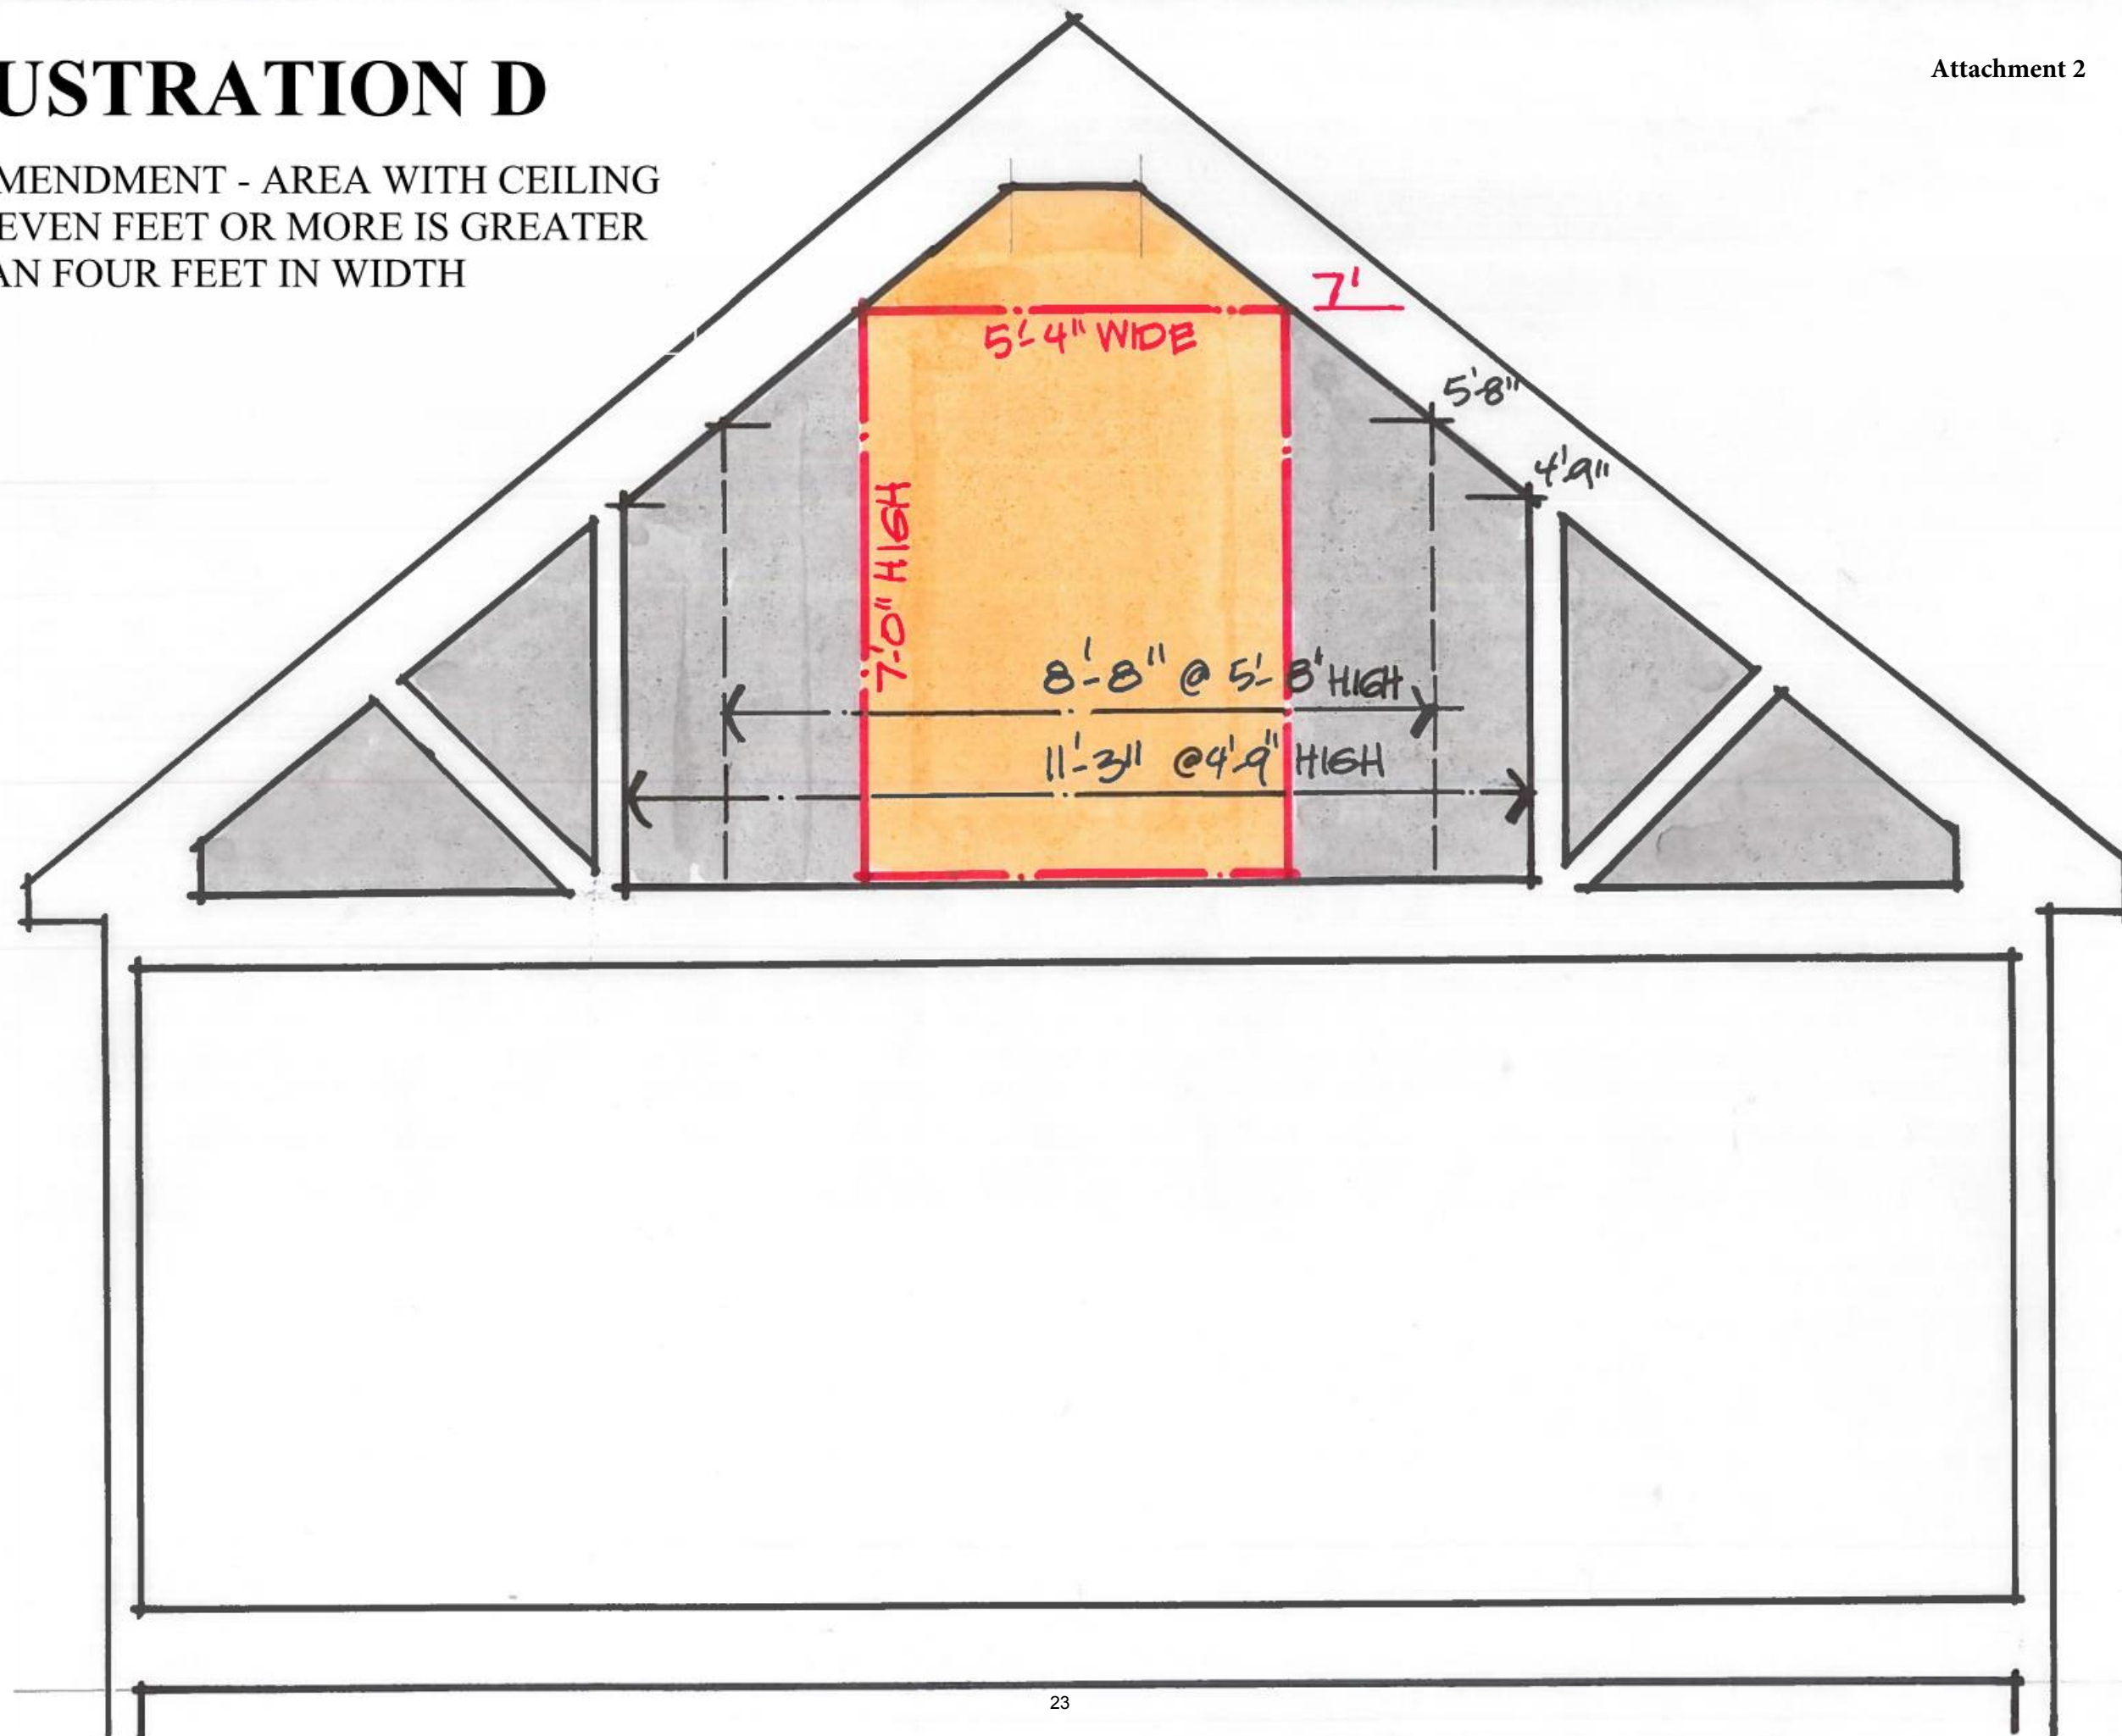 USTRATION D
Attachment 2
MENDMENT - AREA WITH CEILING
EVEN FEET OR MORE IS GREATER
AN FOUR FEET IN WIDTH
7'
5'-4" WIDE
5'-8"
4'9"
7'-0" HIGH
8'-8" @ 5'-8' HIGH
11'-3" @4'-9" HIGH
23